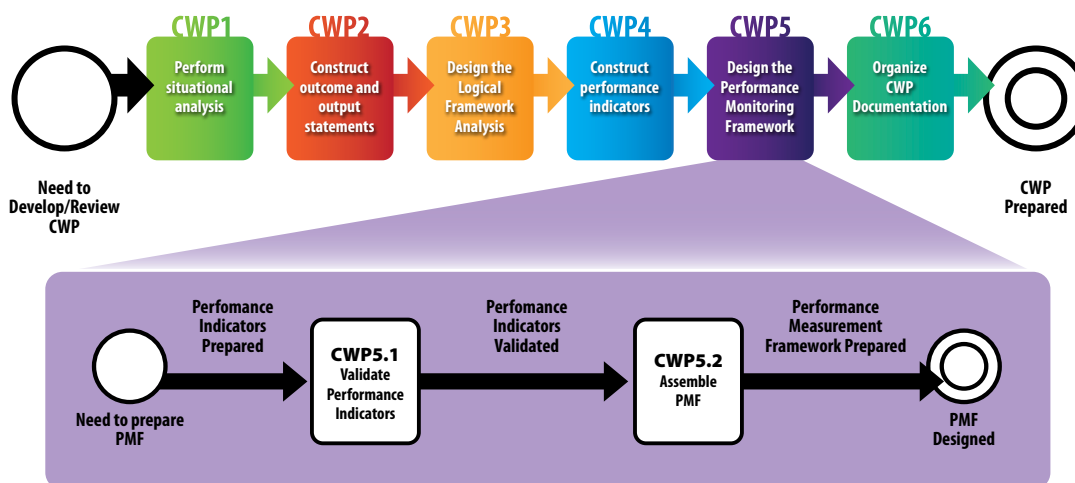 CWP1
CWP2
CWP3
CWP4
CWP5
CWP6
Perform
situational
analysis
Construct
outcome and
output
statements
Design the
Logical
Framework
Analysis
Construct
performance
indicators
Design the
Performance
Monitoring
Framework
Organize
CWP
Documentation
Need to
Develop/Review
CWP
CWP
Prepared
Perfomance
Indicators
Prepared
Perfomance
Indicators
Validated
Performance
Measurement
Framework Prepared
CWP5.1
Validate
Performance
Indicators
CWP5.2
Assemble
PMF
Need to prepare
PMF
PMF
Designed